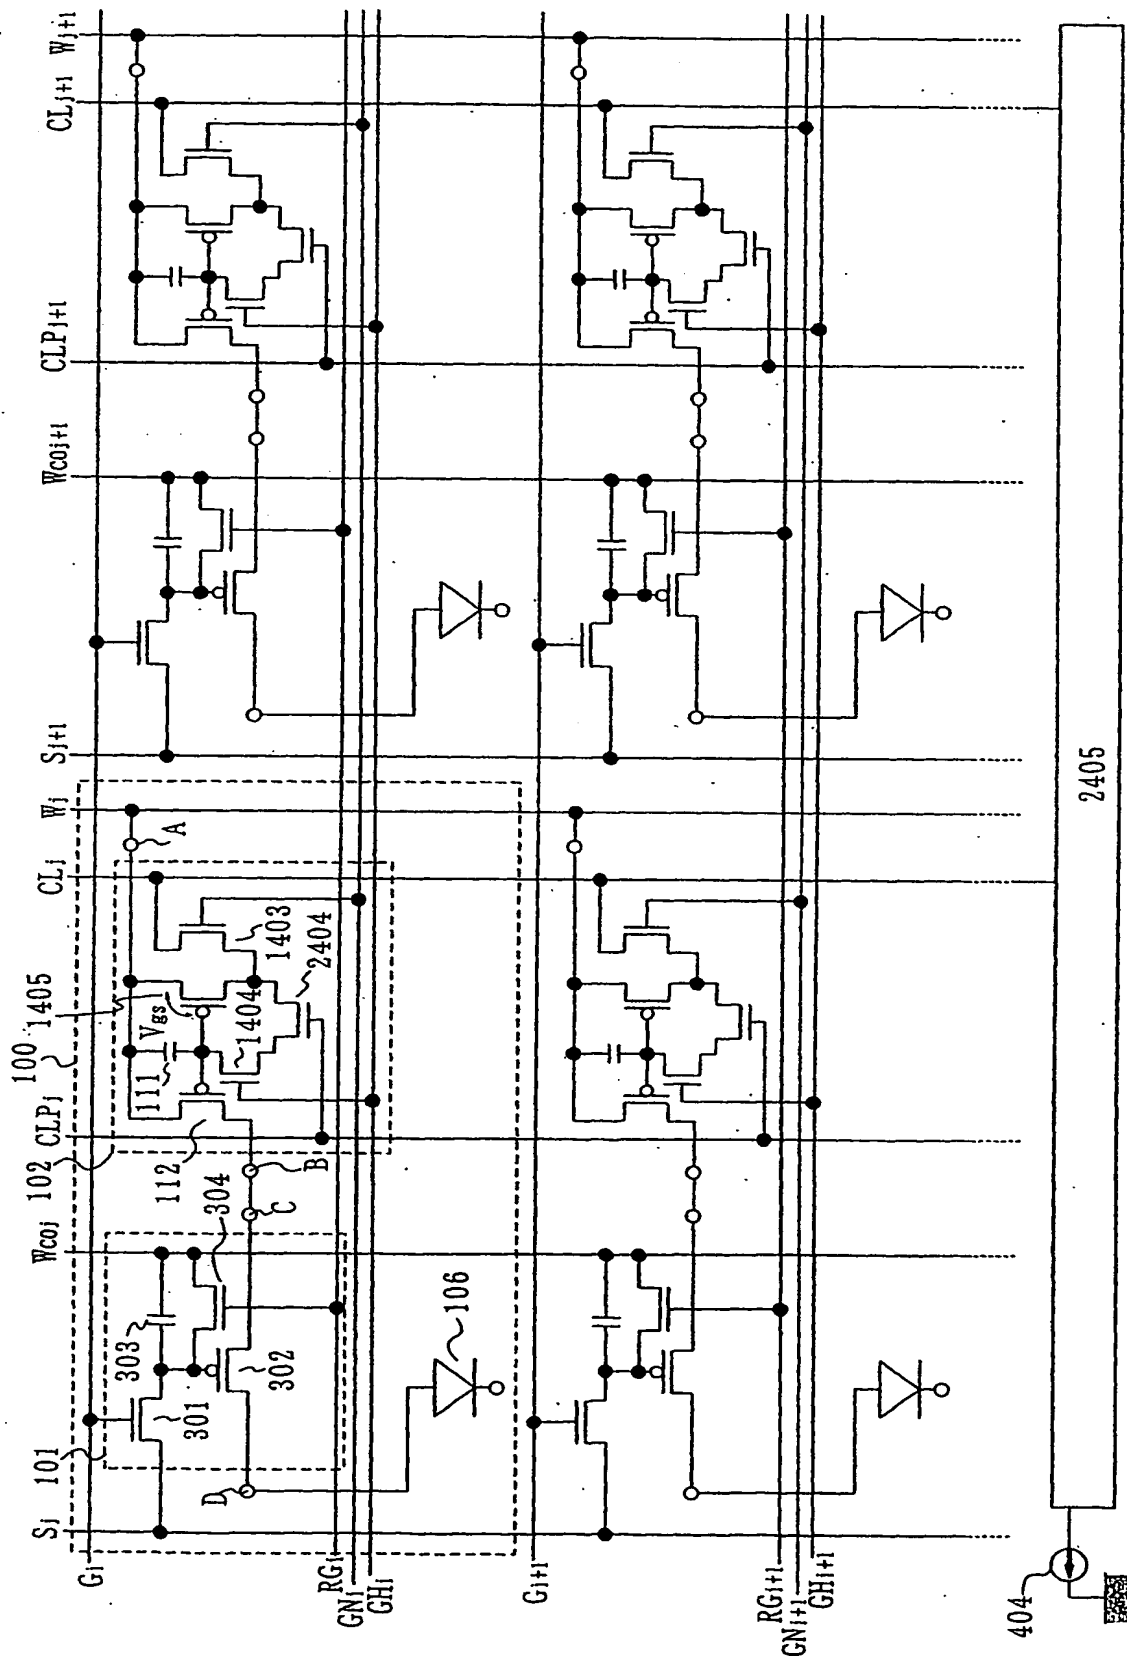 100
101
102
1405
Sj
Wcoj
CLPj
CLj
Wj
Sj+1
Wcoj+1
CLPj+1
CLj+1
Wj+1
Gi
303
111
Vgs
A
301
112
304
1404
1403
D
302
C
B
2404
RGi
GNi
GHi
106
Gi+1
RGi+1
GNi+1
GHi+1
404
2405